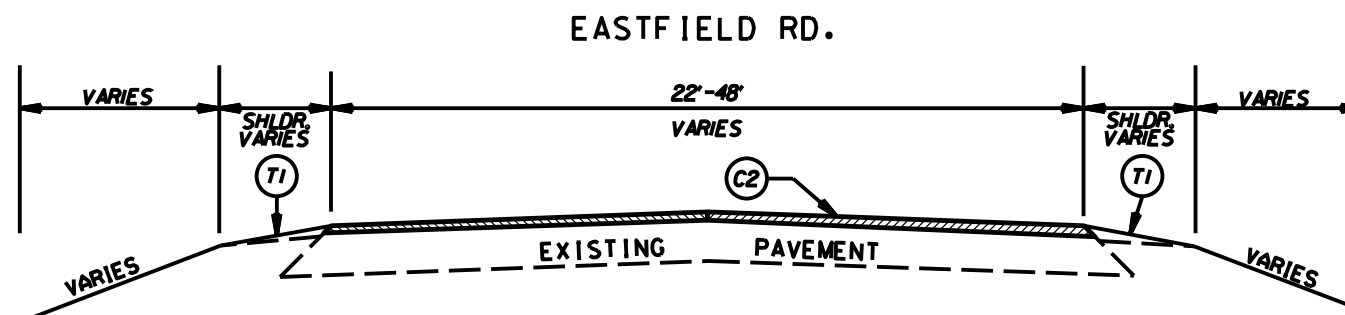 EASTFIELD RD.
VARIES
22'-48'
VARIES
SHLDR.
VARIES
VARIES
SHLDR.
VARIES
T1
C2
T1
EXISTING PAVEMENT
VARIES
VARIES